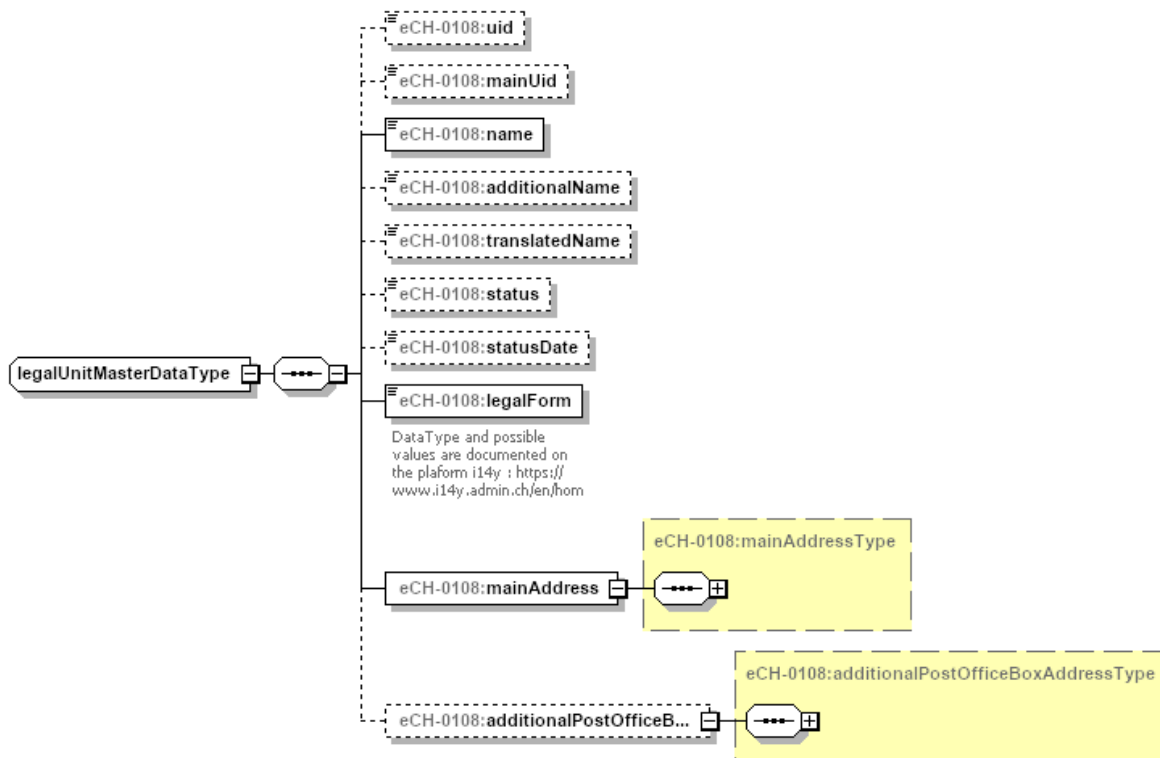 eCH-0108:uid
eCH-0108:mainUid
eCH-0108:name
eCH-0108:additionalName
eCH-0108:translatedName
eCH-0108:status
eCH-0108:statusDate
legalUnitMasterDataType
eCH-0108:legalForm
DataType and possible
values are documented on
the plaform i14y : https://
www.i14y.admin.ch/en/hom
eCH-0108:mainAddressType
eCH-0108:mainAddress
eCH-0108:additionalPostOfficeBoxAddressType
eCH-0108:additionalPostOfficeB...